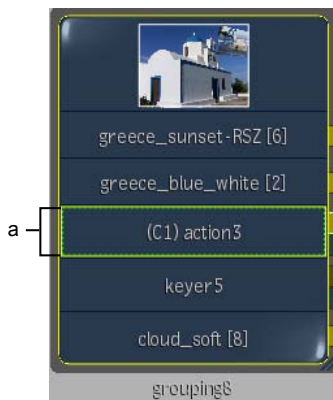 greece_sunset-RSZ [6]
greece_blue_white [2]
a
(C1) action3
keyer5
cloud_soft [8]
grouping8